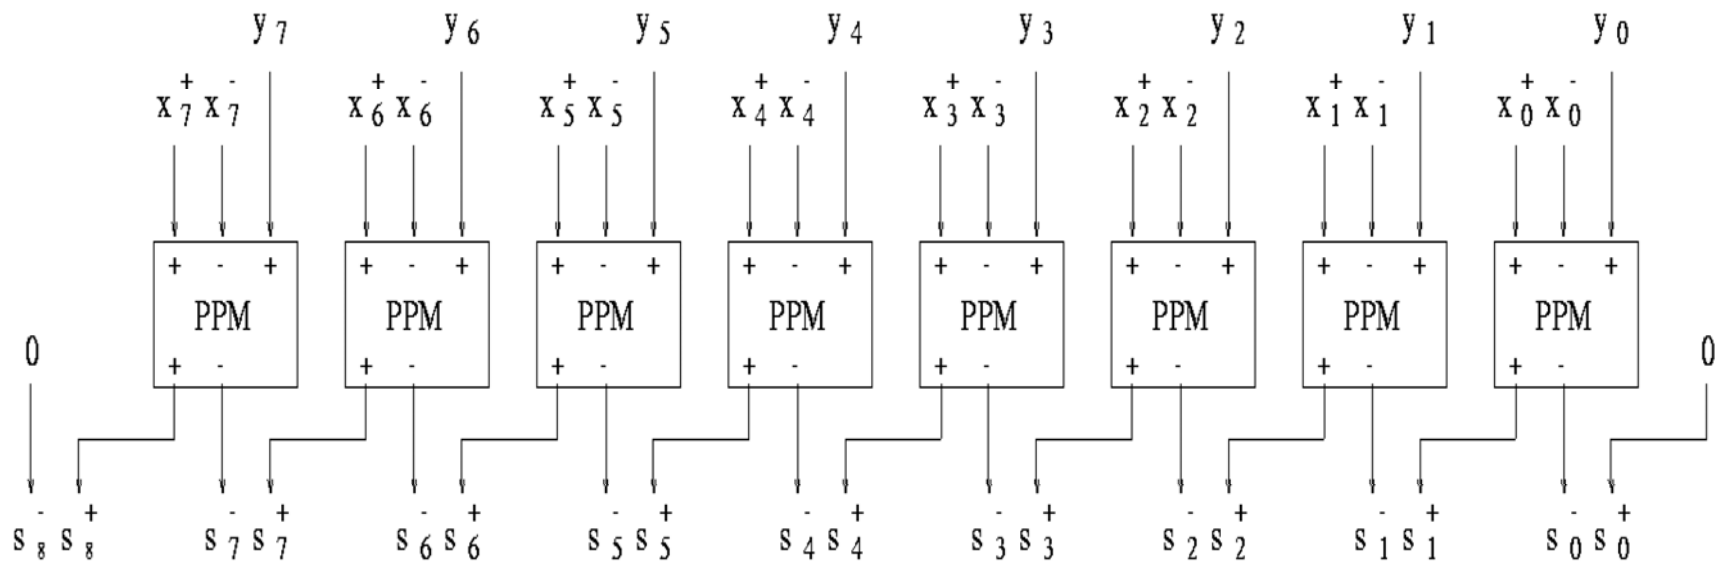 y7 y6 y5 y4 y3 y2 y1 y0
x7+ x7- x6+ x6- x5+ x5- x4+ x4- x3+ x3- x2+ x2- x1+ x1- x0+ x0-
+ - + + - + + - + + - + + - + + - + + - + + - +
PPM PPM PPM PPM PPM PPM PPM PPM
0 0
+ - + - + - + - + - + - + - + -
s8- s8+ s7- s7+ s6- s6+ s5- s5+ s4- s4+ s3- s3+ s2- s2+ s1- s1+ s0- s0+